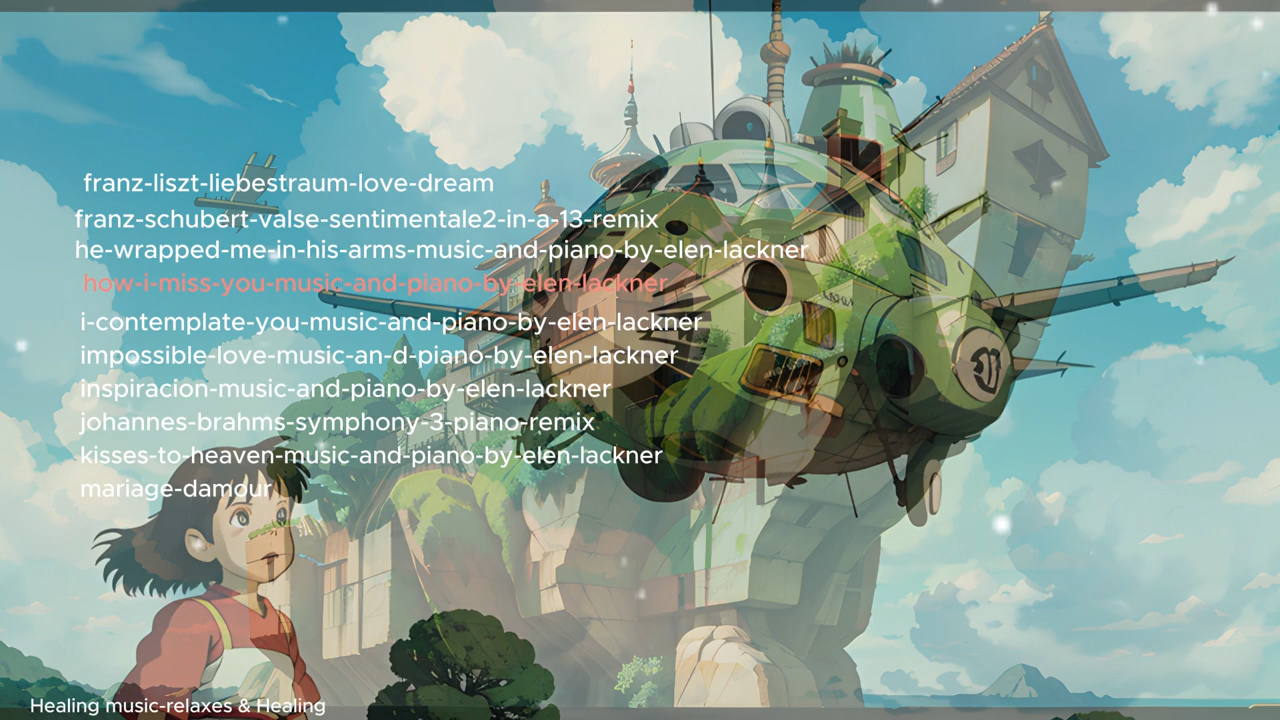 franz-liszt-liebestraum-love-dream
franz-schubert-valse-sentimentale2-in-a-13-remix
he-wrapped-me-in-his-arms-music-and-piano-by-elen-lackner
how-i-miss-you-music-and-piano-by-elen-lackner
i-contemplate-you-music-and-piano-by-elen-lackner
impossible-love-music-an-d-piano-by-elen-lackner
inspiracion-music-and-piano-by-elen-lackner
johannes-brahms-symphony-3-piano-remix
kisses-to-heaven-music-and-piano-by-elen-lackner
mariage-damour
Healing music-relaxes & Healing